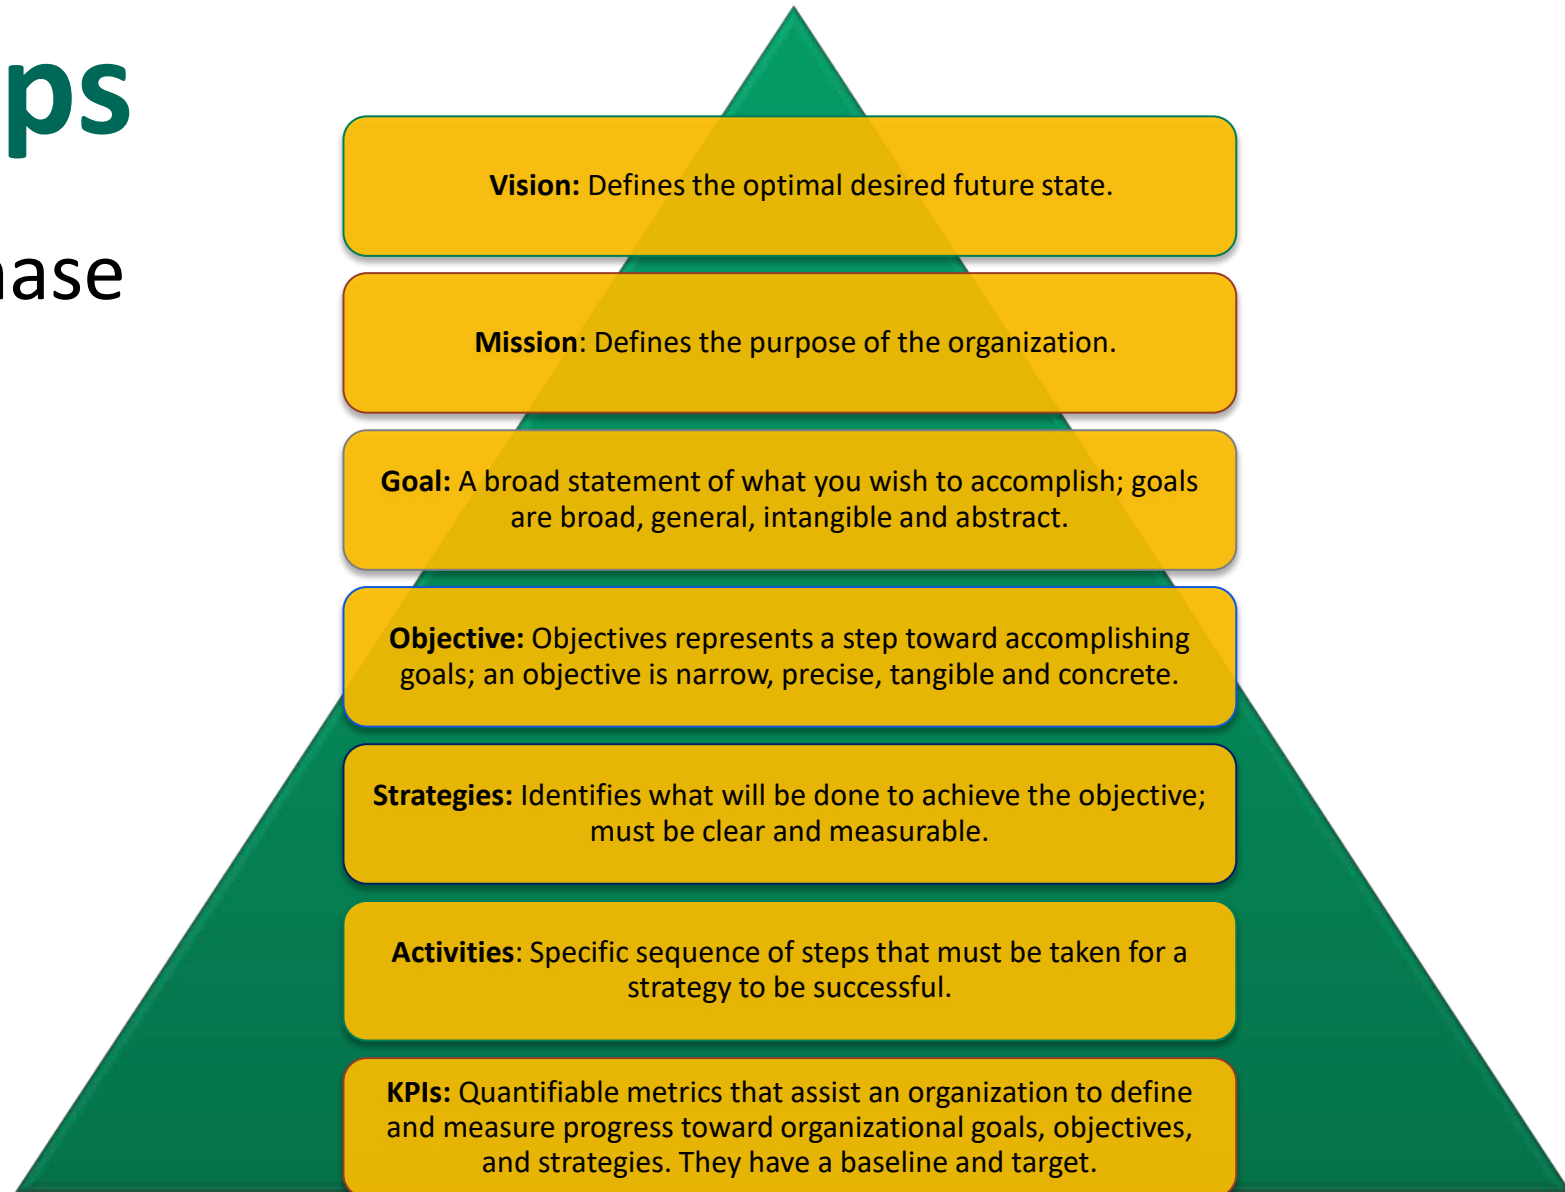 ps
ase
Vision: Defines the optimal desired future state.
Mission: Defines the purpose of the organization.
Goal: A broad statement of what you wish to accomplish; goals
are broad, general, intangible and abstract.
Objective: Objectives represents a step toward accomplishing
goals; an objective is narrow, precise, tangible and concrete.
Strategies: Identifies what will be done to achieve the objective;
must be clear and measurable.
Activities: Specific sequence of steps that must be taken for a
strategy to be successful.
KPIs: Quantifiable metrics that assist an organization to define
and measure progress toward organizational goals, objectives,
and strategies. They have a baseline and target.